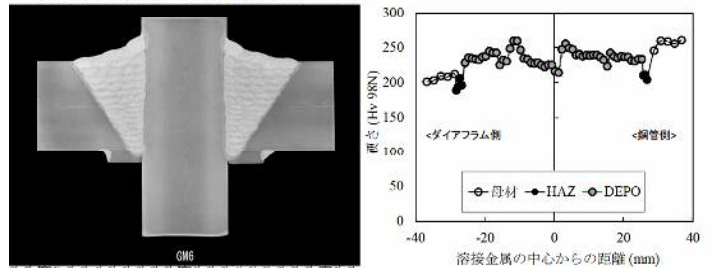 GM6
硬さ (Hv 98N)
300
250
200
150
100
50
0
<ダイアフラム側
<鋼管側>
母材 HAZ DEPO
-40 -20 0 20 40
溶接金属の中心からの距離 (mm)